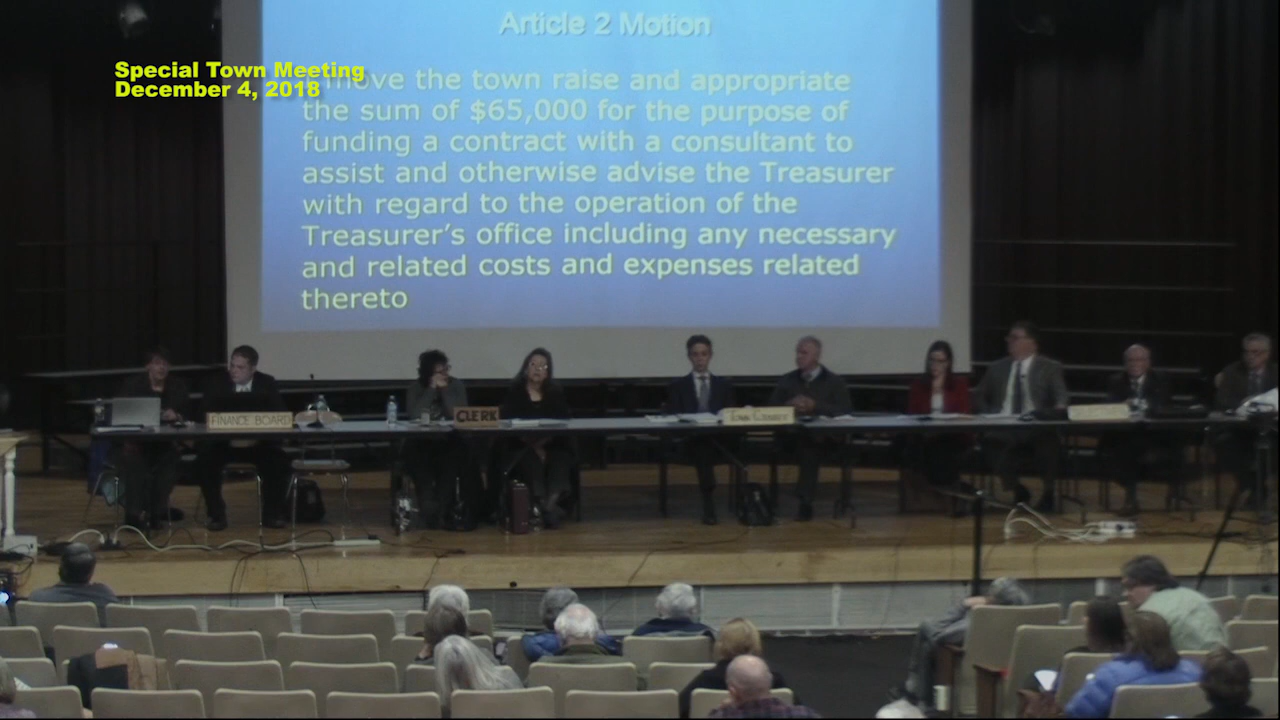 Article 2 Motion
Special Town Meeting
December 4, 2018
move the town raise and appropriate
the sum of $65,000 for the purpose of
funding a contract with a consultant to
assist and otherwise advise the Treasurer
with regard to the operation of the
Treasurer's office including any necessary
and related costs and expenses related
thereto
FINANCE BOARD
CLERK